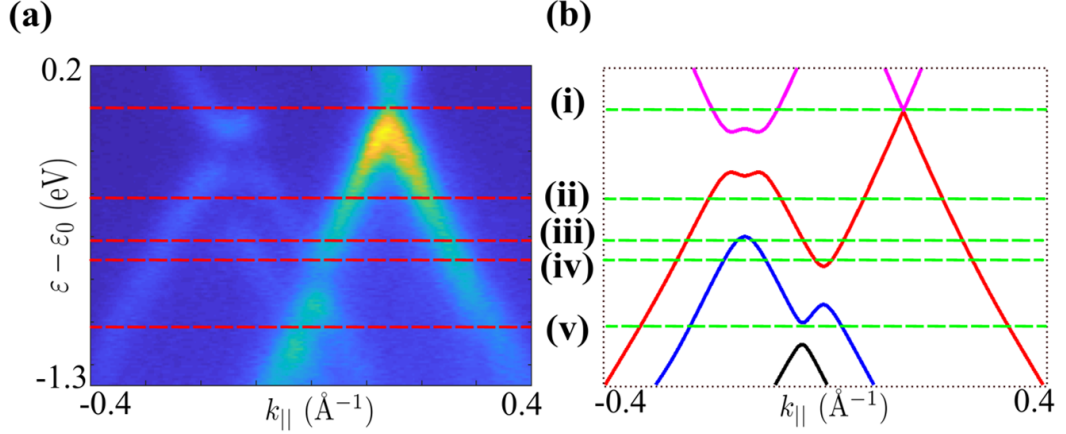 (a)
0.2
ε − ε₀ (eV)
-1.3
-0.4
k|| (Å⁻¹)
0.4
(b)
(i)
(ii)
(iii)
(iv)
(v)
-0.4
k|| (Å⁻¹)
0.4